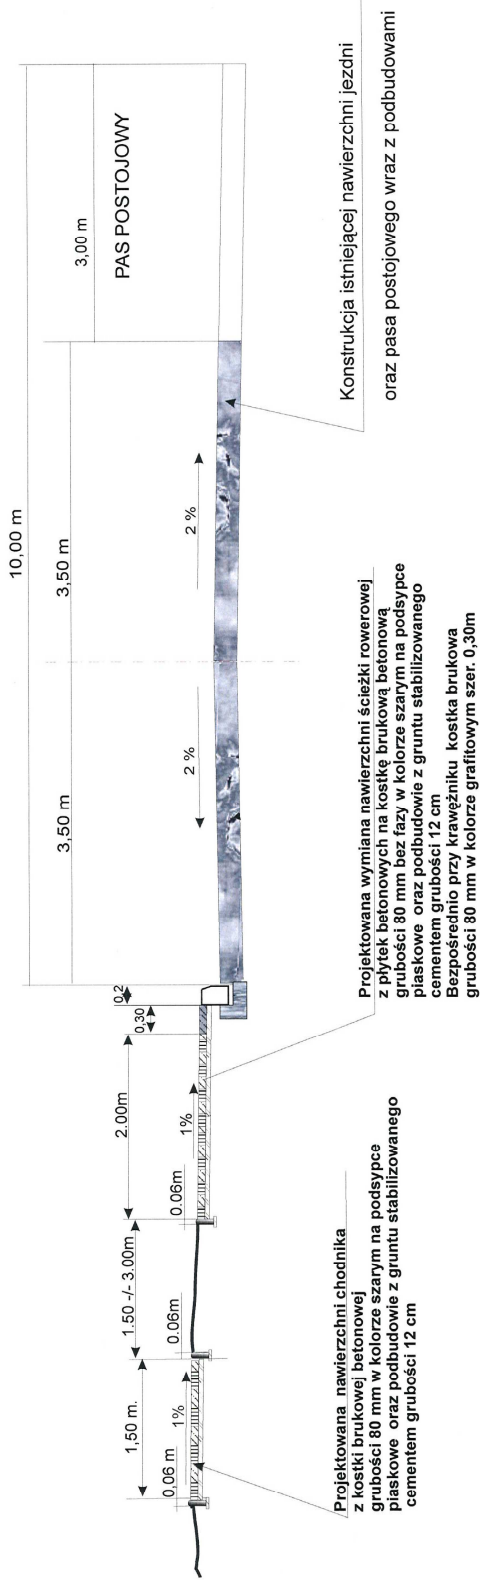 10,00 m
3,50 m
3,50 m
3,00 m
PAS POSTOJOWY
2 %
2 %
0.2
0,30
2.00m
1.50 -/- 3.00m
1,50 m.
1%
0.06m
0.06m
1%
0,06 m
Konstrukcja istniejącej nawierzchni jezdni
oraz pasa postojowego wraz z podbudowami
Projektowana wymiana nawierzchni ścieżki rowerowej
z płytek betonowych na kostkę brukową betonową
grubości 80 mm bez fazy w kolorze szarym na podsypce
piaskowe oraz podbudowie z gruntu stabilizowanego
cementem grubości 12 cm
Bezpośrednio przy krawężniku kostka brukowa
grubości 80 mm w kolorze grafitowym szer. 0,30m
Projektowana nawierzchni chodnika
z kostki brukowej betonowej
grubości 80 mm w kolorze szarym na podsypce
piaskowe oraz podbudowie z gruntu stabilizowanego
cementem grubości 12 cm